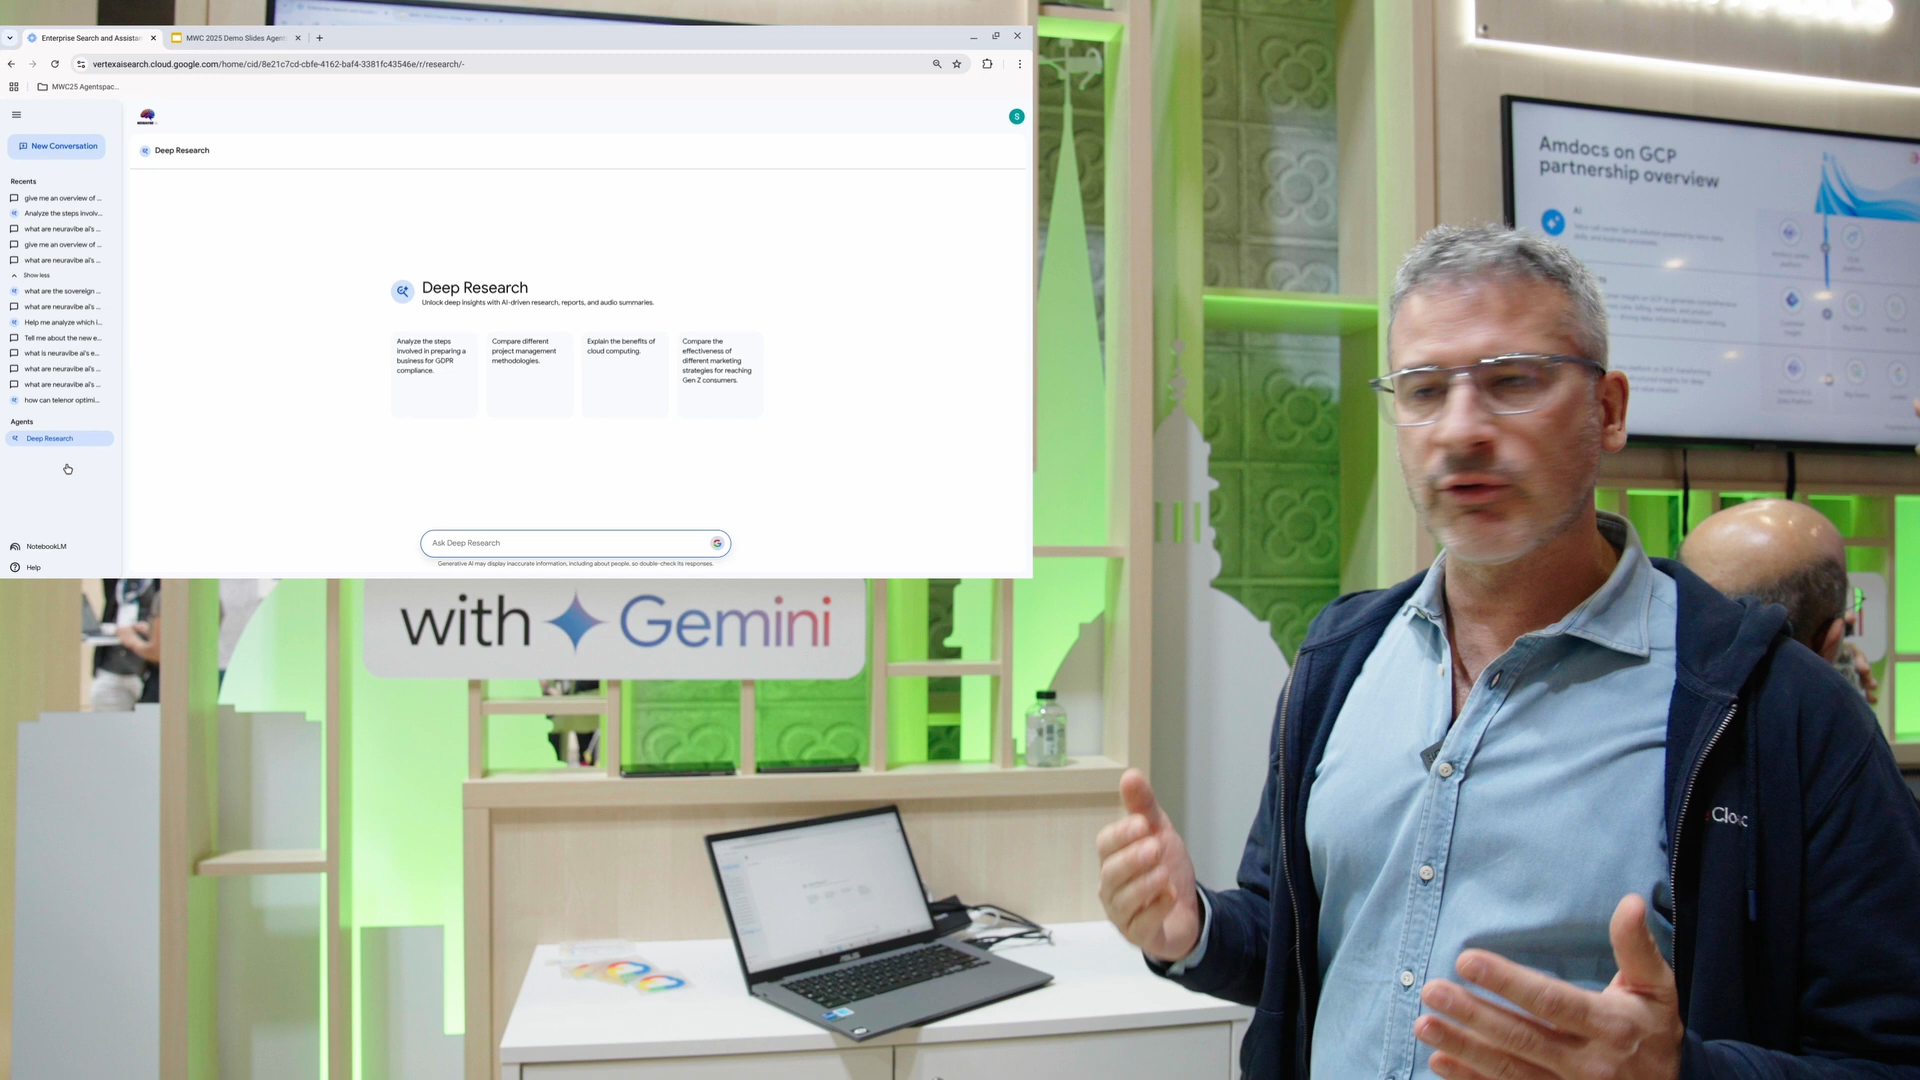 Enterprise Search and Assistan
MWC 2025 Demo Slides Agent
vertexaisearch.cloud.google.com/home/cid/8e21c7cd-cbfe-4162-baf4-3381fc43546e/r/research/-
MWC25 Agentspac...
New Conversation
Recents
give me an overview of ...
Analyze the steps involv...
what are neuravibe ai's ...
give me an overview of ...
what are neuravibe ai's ...
Show less
what are the sovereign ...
what are neuravibe ai's ...
Help me analyze which i...
Tell me about the new e...
what is neuravibe ai's e...
what are neuravibe ai's ...
what are neuravibe ai's ...
how can telenor optimi...
Agents
Deep Research
NotebookLM
Help
S
Deep Research
Deep Research
Unlock deep insights with AI-driven research, reports, and audio summaries.
Analyze the steps
involved in preparing a
business for GDPR
compliance.
Compare different
project management
methodologies.
Explain the benefits of
cloud computing.
Compare the
effectiveness of
different marketing
strategies for reaching
Gen Z consumers.
Ask Deep Research
Generative AI may display inaccurate information, including about people, so double-check its responses.
Amdocs on GCP
partnership overview
AI
with Gemini
ASUS
Cloud